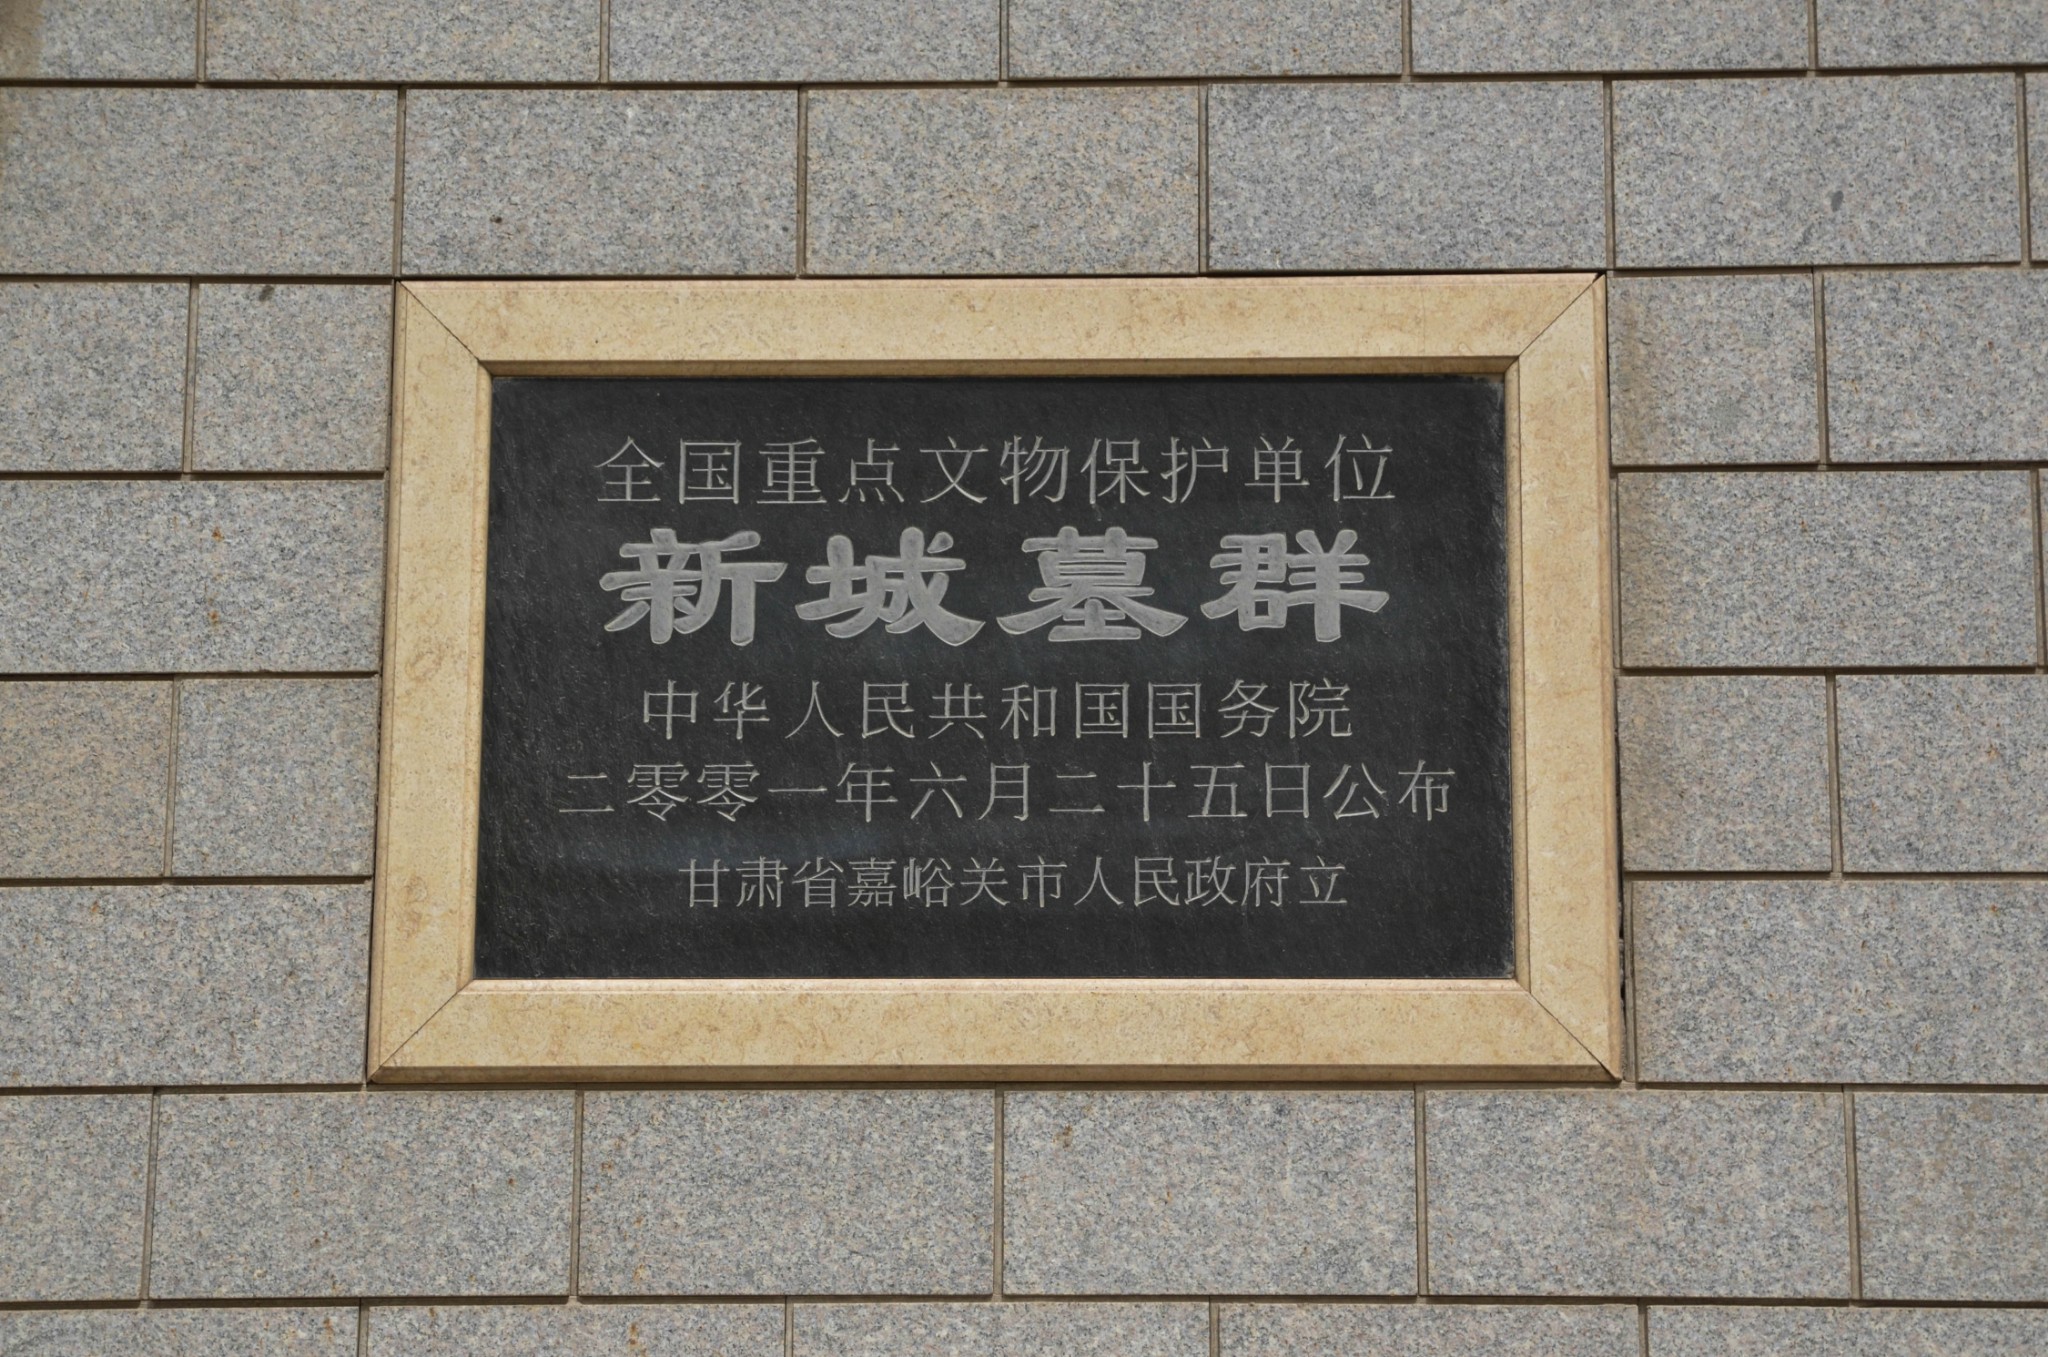 全国重点文物保护单位
新城墓群
中华人民共和国国务院
二零零一年六月二十五日公布
甘肃省嘉峪关市人民政府立